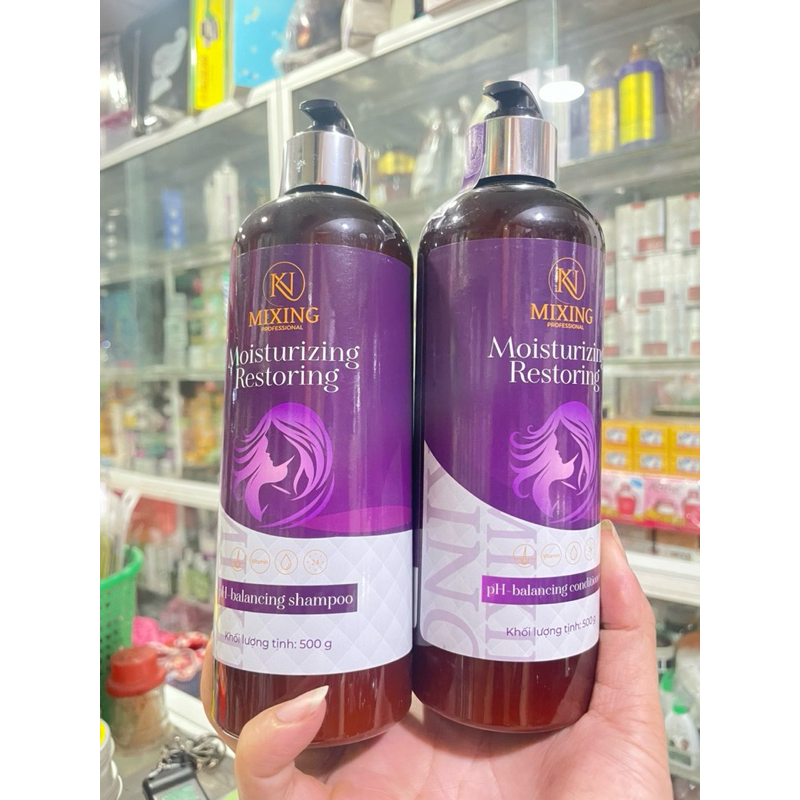 KN
MIXING
PROFESSIONAL
Moisturizing
Restoring
pH-balancing shampoo
Khối lượng tịnh: 500 g
KN
MIXING
PROFESSIONAL
Moisturizing
Restoring
pH-balancing conditioner
Khối lượng tịnh: 500 g